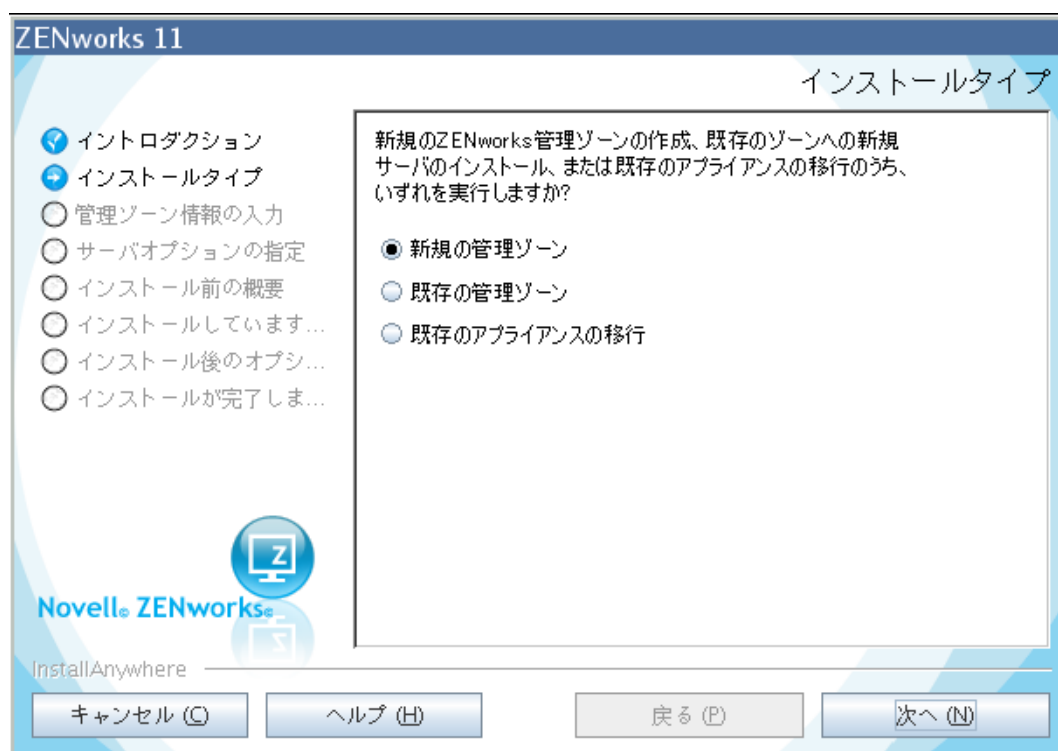 ZENworks 11
インストールタイプ
イントロダクション
インストールタイプ
管理ゾーン情報の入力
サーバオプションの指定
インストール前の概要
インストールしています...
インストール後のオプシ...
インストールが完了しま...
新規のZENworks管理ゾーンの作成、既存のゾーンへの新規
サーバのインストール、または既存のアプライアンスの移行のうち、
いずれを実行しますか?
新規の管理ゾーン
既存の管理ゾーン
既存のアプライアンスの移行
Z
Novell® ZENworks®
InstallAnywhere
キャンセル (C)
ヘルプ (H)
戻る (P)
次へ (N)